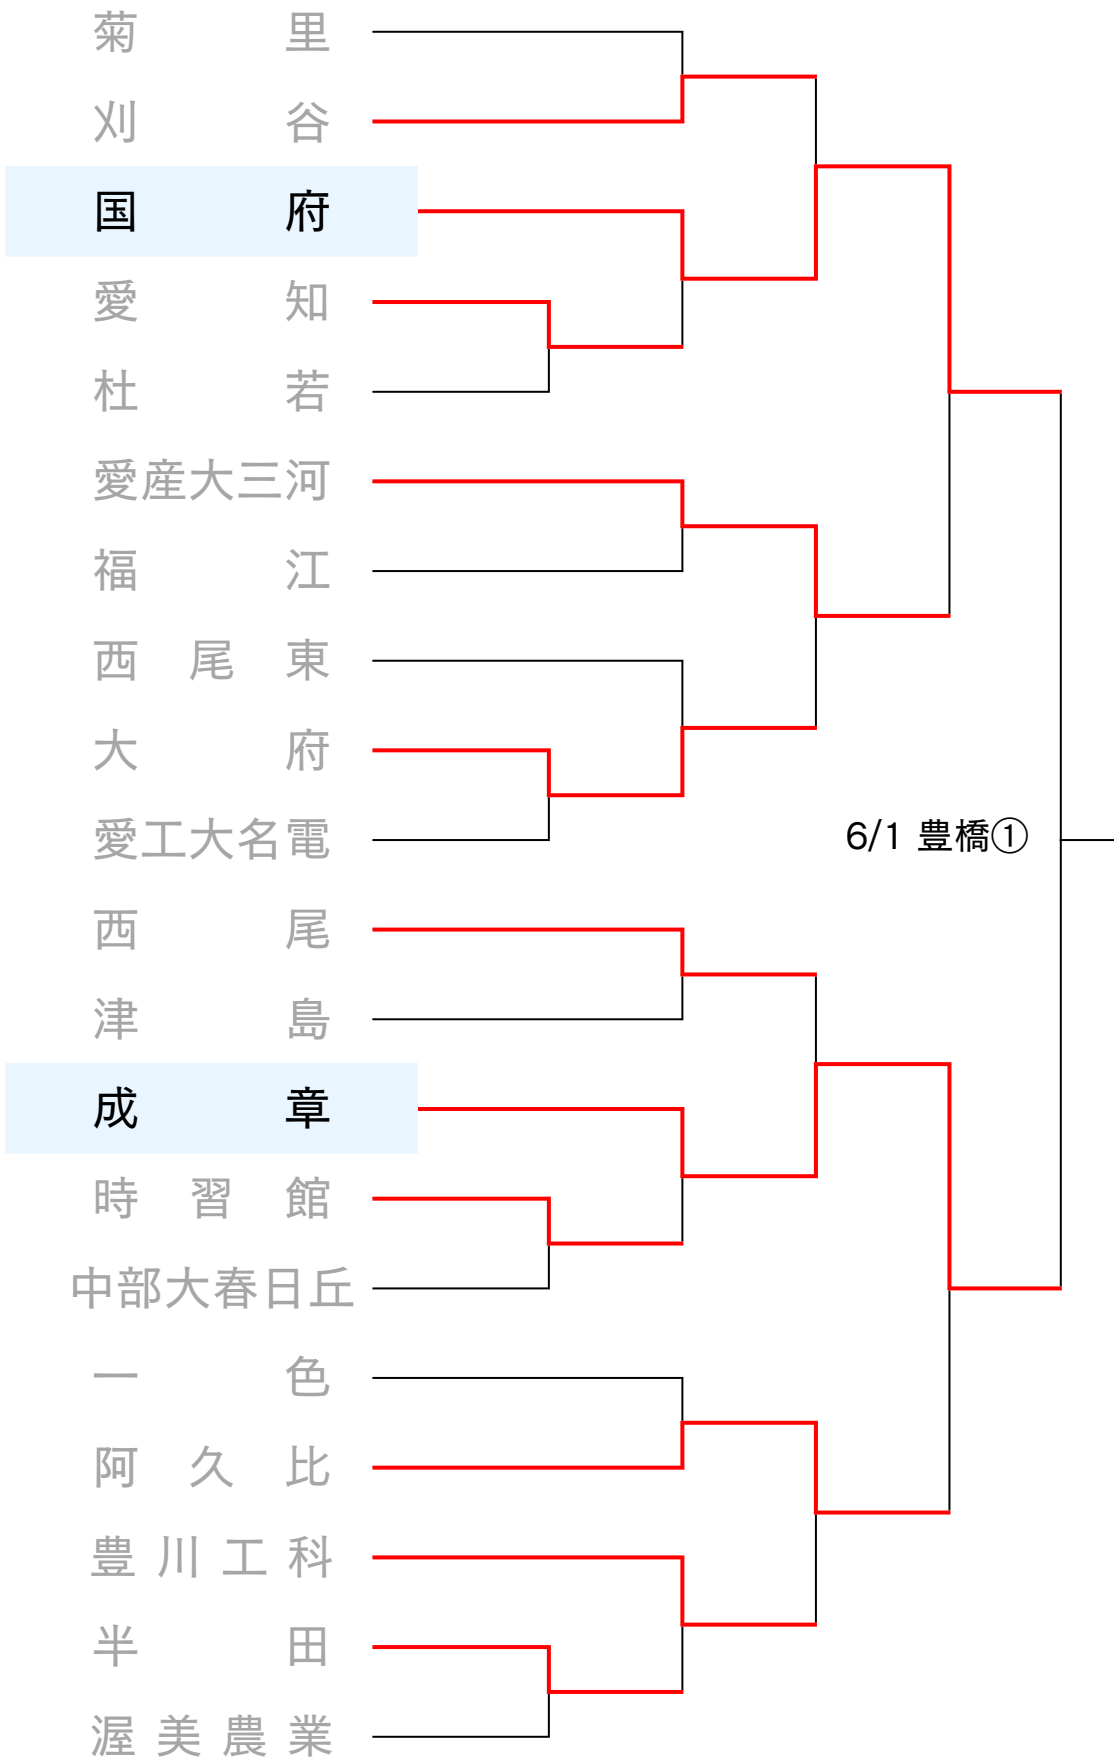 菊里
刈谷
国府
愛知
杜若
愛産大三河
福江
西尾東
大府
愛工大名電
6/1 豊橋①
西尾
津島
成章
時習館
中部大春日丘
一色
阿久比
豊川工科
半田
渥美農業